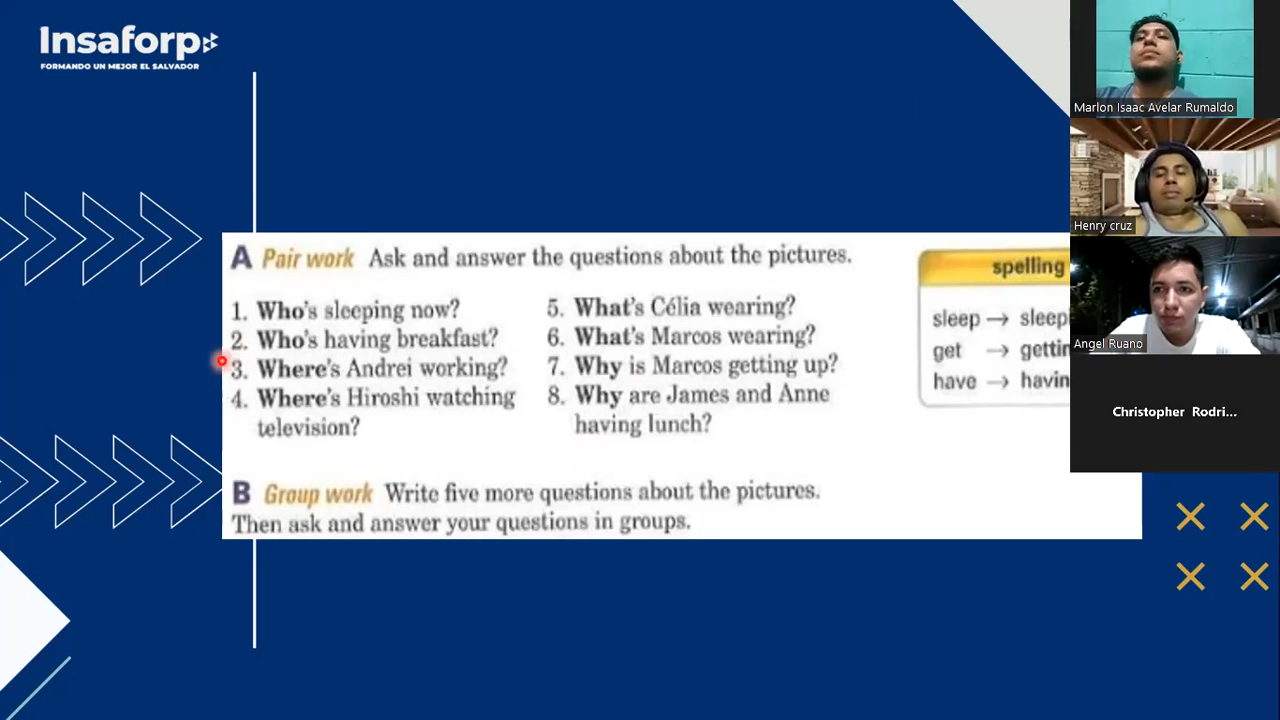 Insaforp
FORMANDO UN MEJOR EL SALVADOR
A Pair work Ask and answer the questions about the pictures.
1. Who's sleeping now?
2. Who's having breakfast?
3. Where's Andrei working?
4. Where's Hiroshi watching
television?
5. What's Célia wearing?
6. What's Marcos wearing?
7. Why is Marcos getting up?
8. Why are James and Anne
having lunch?
spelling
sleep → sleep
get → gettin
have → havin
B Group work Write five more questions about the pictures.
Then ask and answer your questions in groups.
Marlon Isaac Avelar Rumaldo
Henry cruz
Angel Ruano
Christopher Rodri...